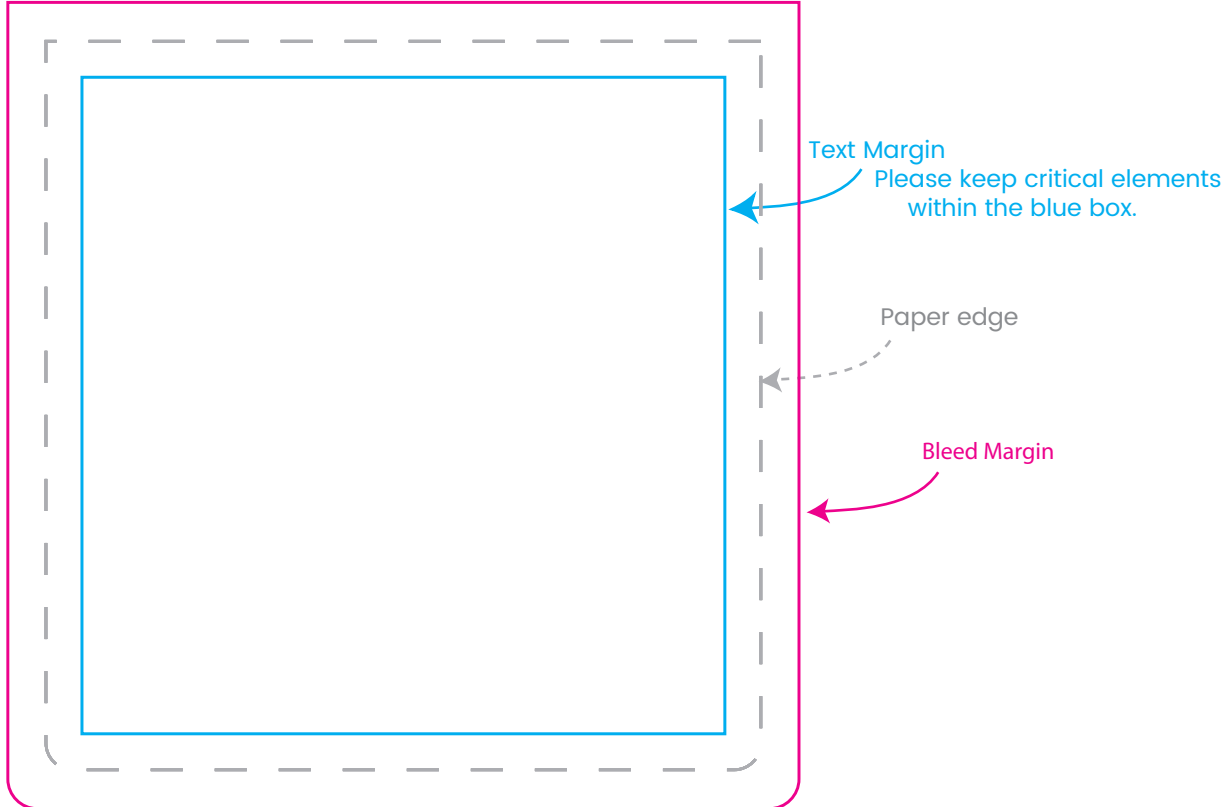 Text Margin
Please keep critical elements
within the blue box.
Paper edge
Bleed Margin